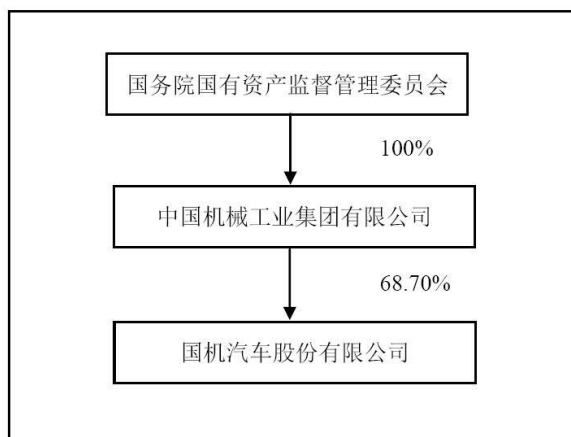 国务院国有资产监督管理委员会
100%
中国机械工业集团有限公司
68.70%
国机汽车股份有限公司